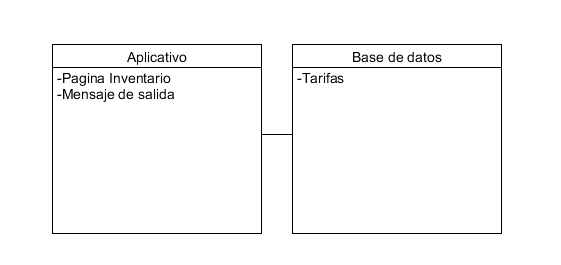 Aplicativo
-Pagina Inventario
-Mensaje de salida
Base de datos
-Tarifas